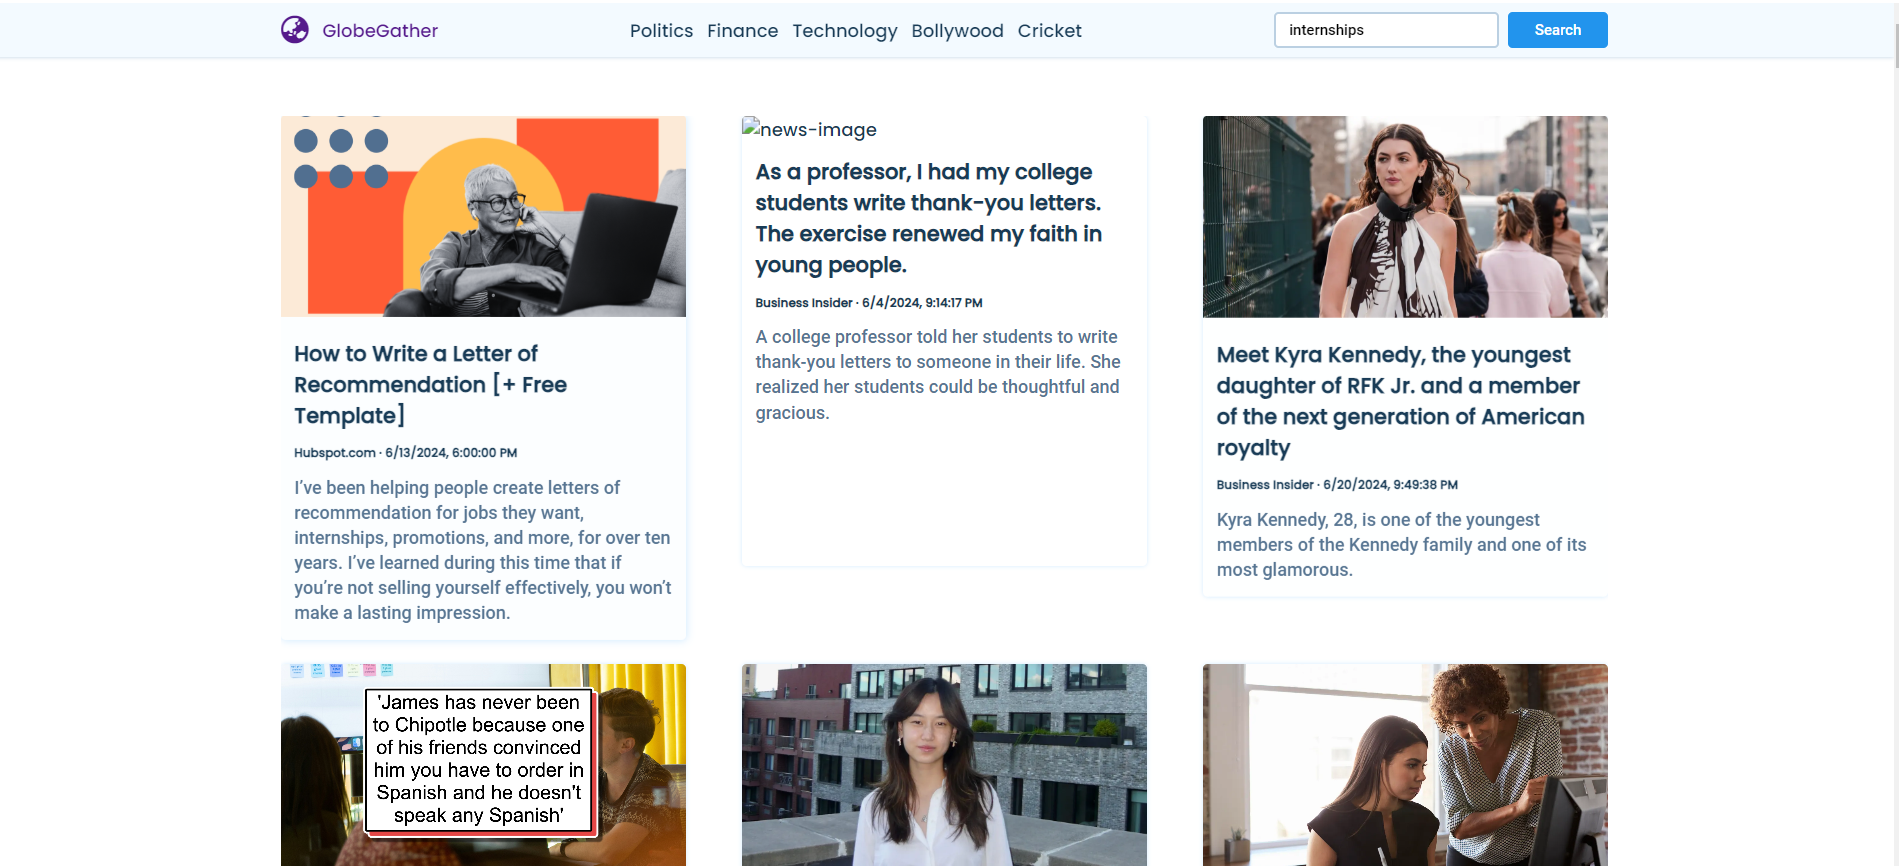 GlobeGather
Politics Finance Technology Bollywood Cricket
internships
Search
How to Write a Letter of
Recommendation [+ Free
Template]
Hubspot.com · 6/13/2024, 6:00:00 PM
I’ve been helping people create letters of
recommendation for jobs they want,
internships, promotions, and more, for over ten
years. I’ve learned during this time that if
you’re not selling yourself effectively, you won’t
make a lasting impression.
news-image
As a professor, I had my college
students write thank-you letters.
The exercise renewed my faith in
young people.
Business Insider · 6/4/2024, 9:14:17 PM
A college professor told her students to write
thank-you letters to someone in their life. She
realized her students could be thoughtful and
gracious.
Meet Kyra Kennedy, the youngest
daughter of RFK Jr. and a member
of the next generation of American
royalty
Business Insider · 6/20/2024, 9:49:38 PM
Kyra Kennedy, 28, is one of the youngest
members of the Kennedy family and one of its
most glamorous.
'James has never been
to Chipotle because one
of his friends convinced
him you have to order in
Spanish and he doesn't
speak any Spanish'